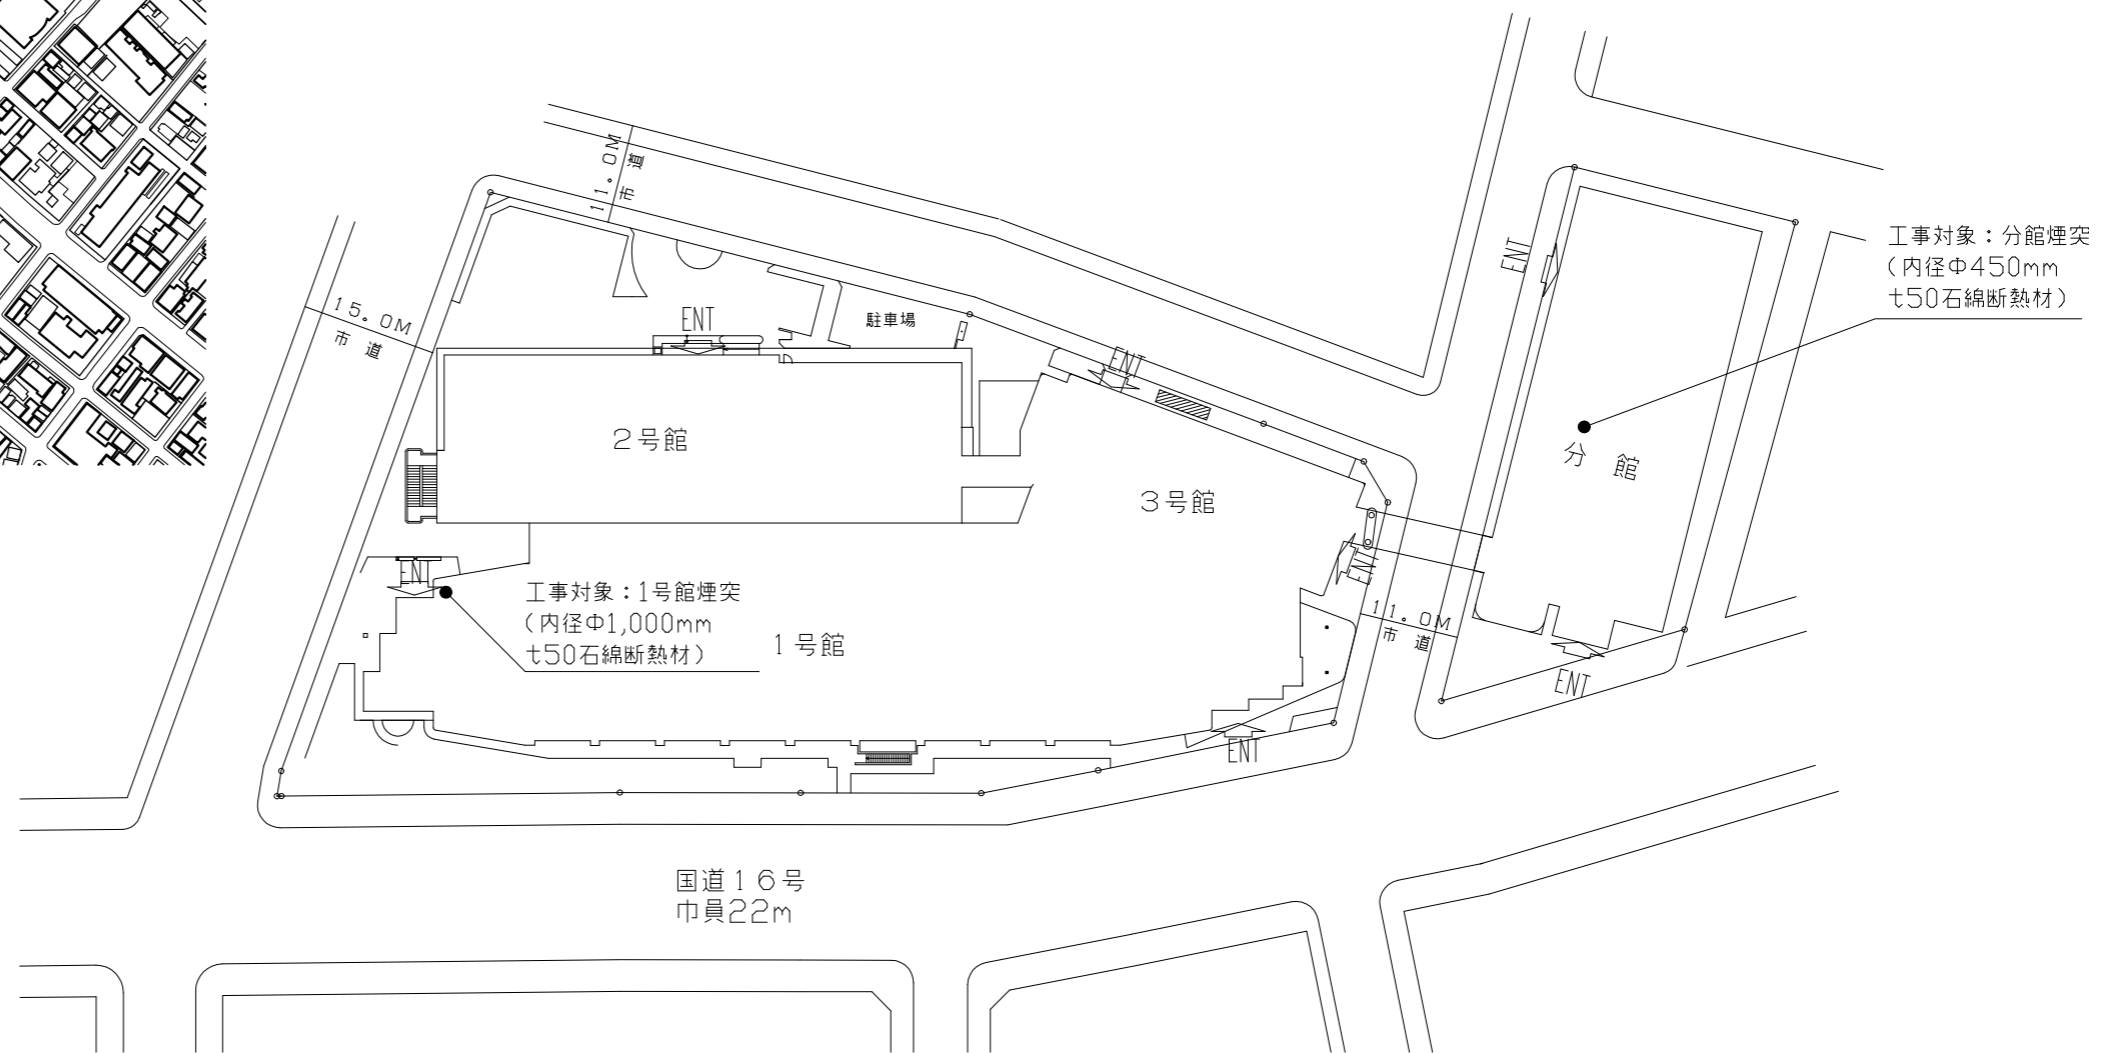 11.0M
市道
15.0M
市道
ENT
駐車場
ENT
ENT
工事対象：分館煙突
（内径Φ450mm
t50石綿断熱材）
2号館
3号館
分館
ENT
ENT
工事対象：1号館煙突
（内径Φ1,000mm
t50石綿断熱材）
1号館
11.0M
市道
ENT
ENT
国道16号
巾員22m